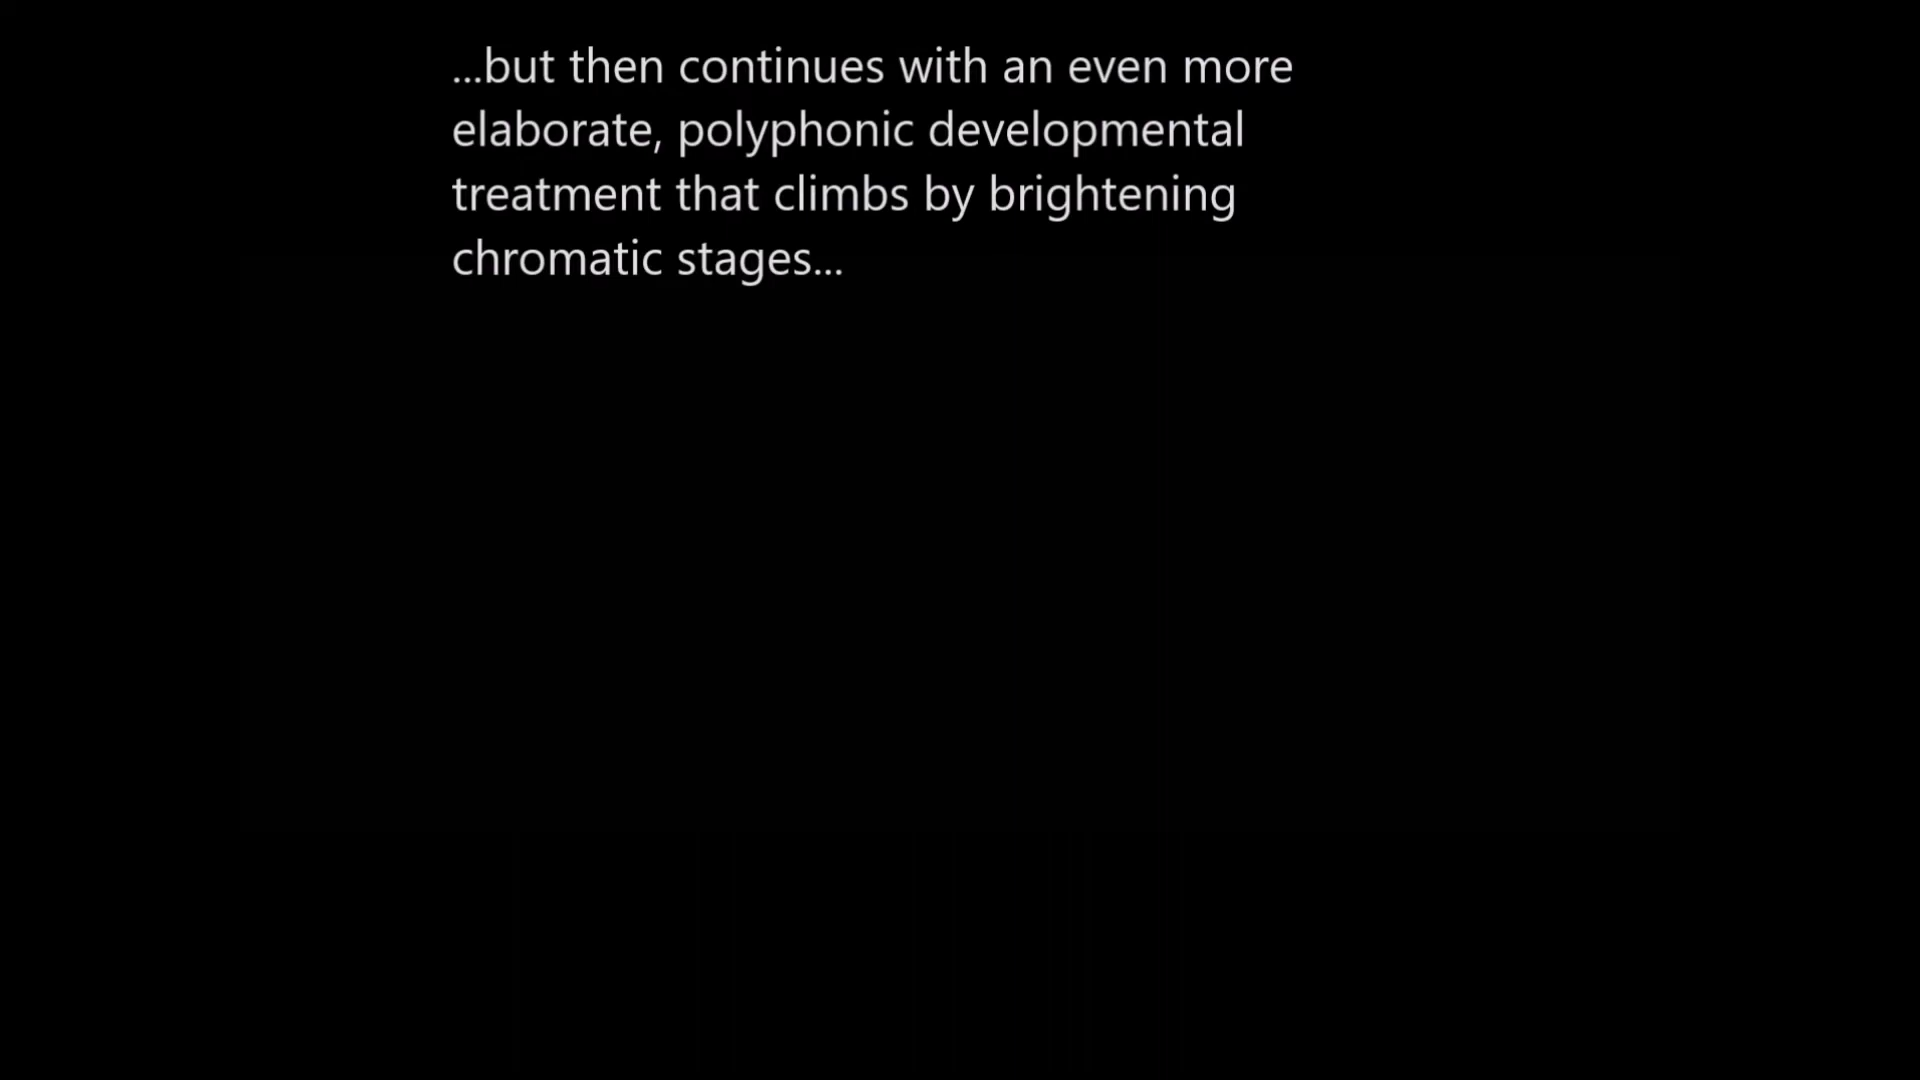 ...but then continues with an even more
elaborate, polyphonic developmental
treatment that climbs by brightening
chromatic stages...